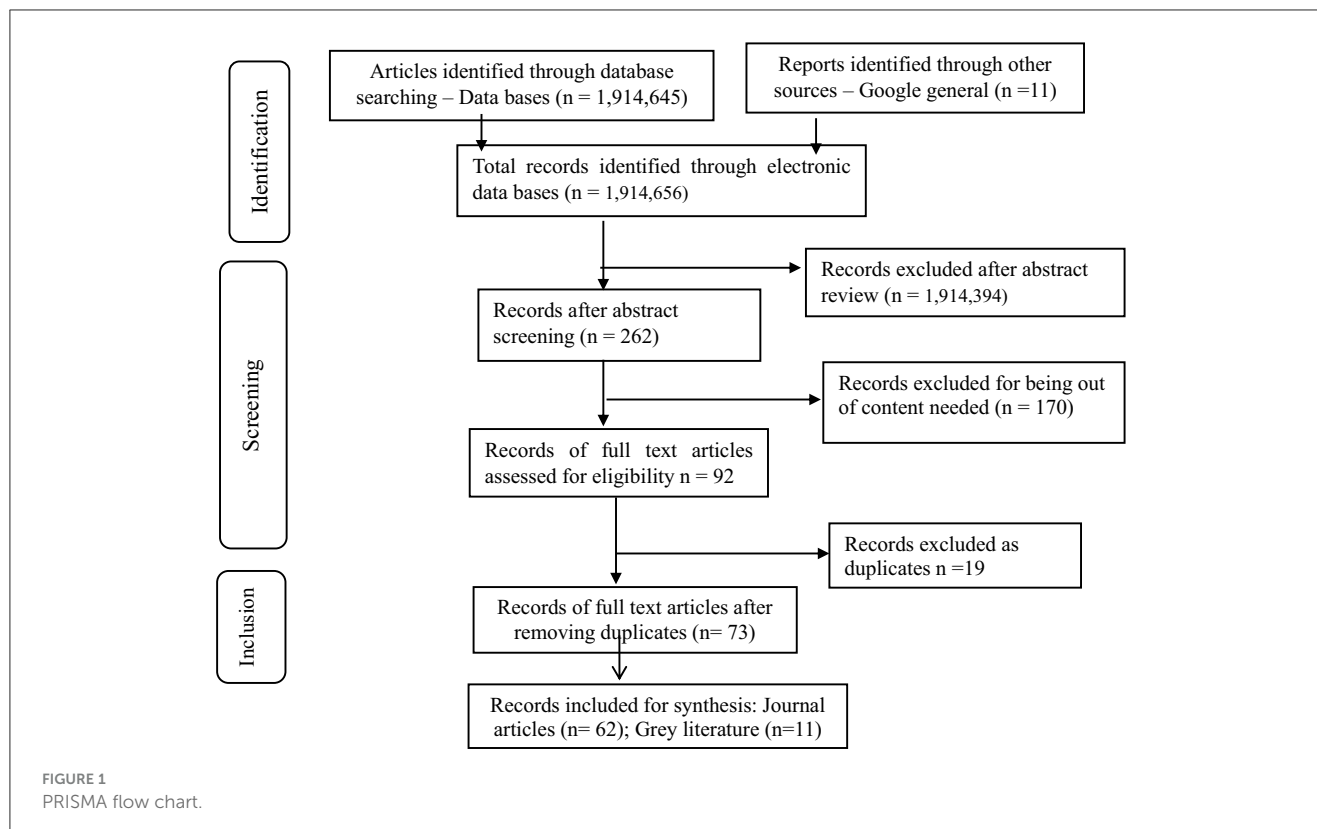 Identification
Articles identified through database
searching – Data bases (n = 1,914,645)
Reports identified through other
sources – Google general (n =11)
Total records identified through electronic
data bases (n = 1,914,656)
Screening
Records excluded after abstract
review (n = 1,914,394)
Records after abstract
screening (n = 262)
Records excluded for being out
of content needed (n = 170)
Records of full text articles
assessed for eligibility n = 92
Records excluded as
duplicates n =19
Inclusion
Records of full text articles after
removing duplicates (n= 73)
Records included for synthesis: Journal
articles (n= 62); Grey literature (n=11)
FIGURE 1
PRISMA flow chart.